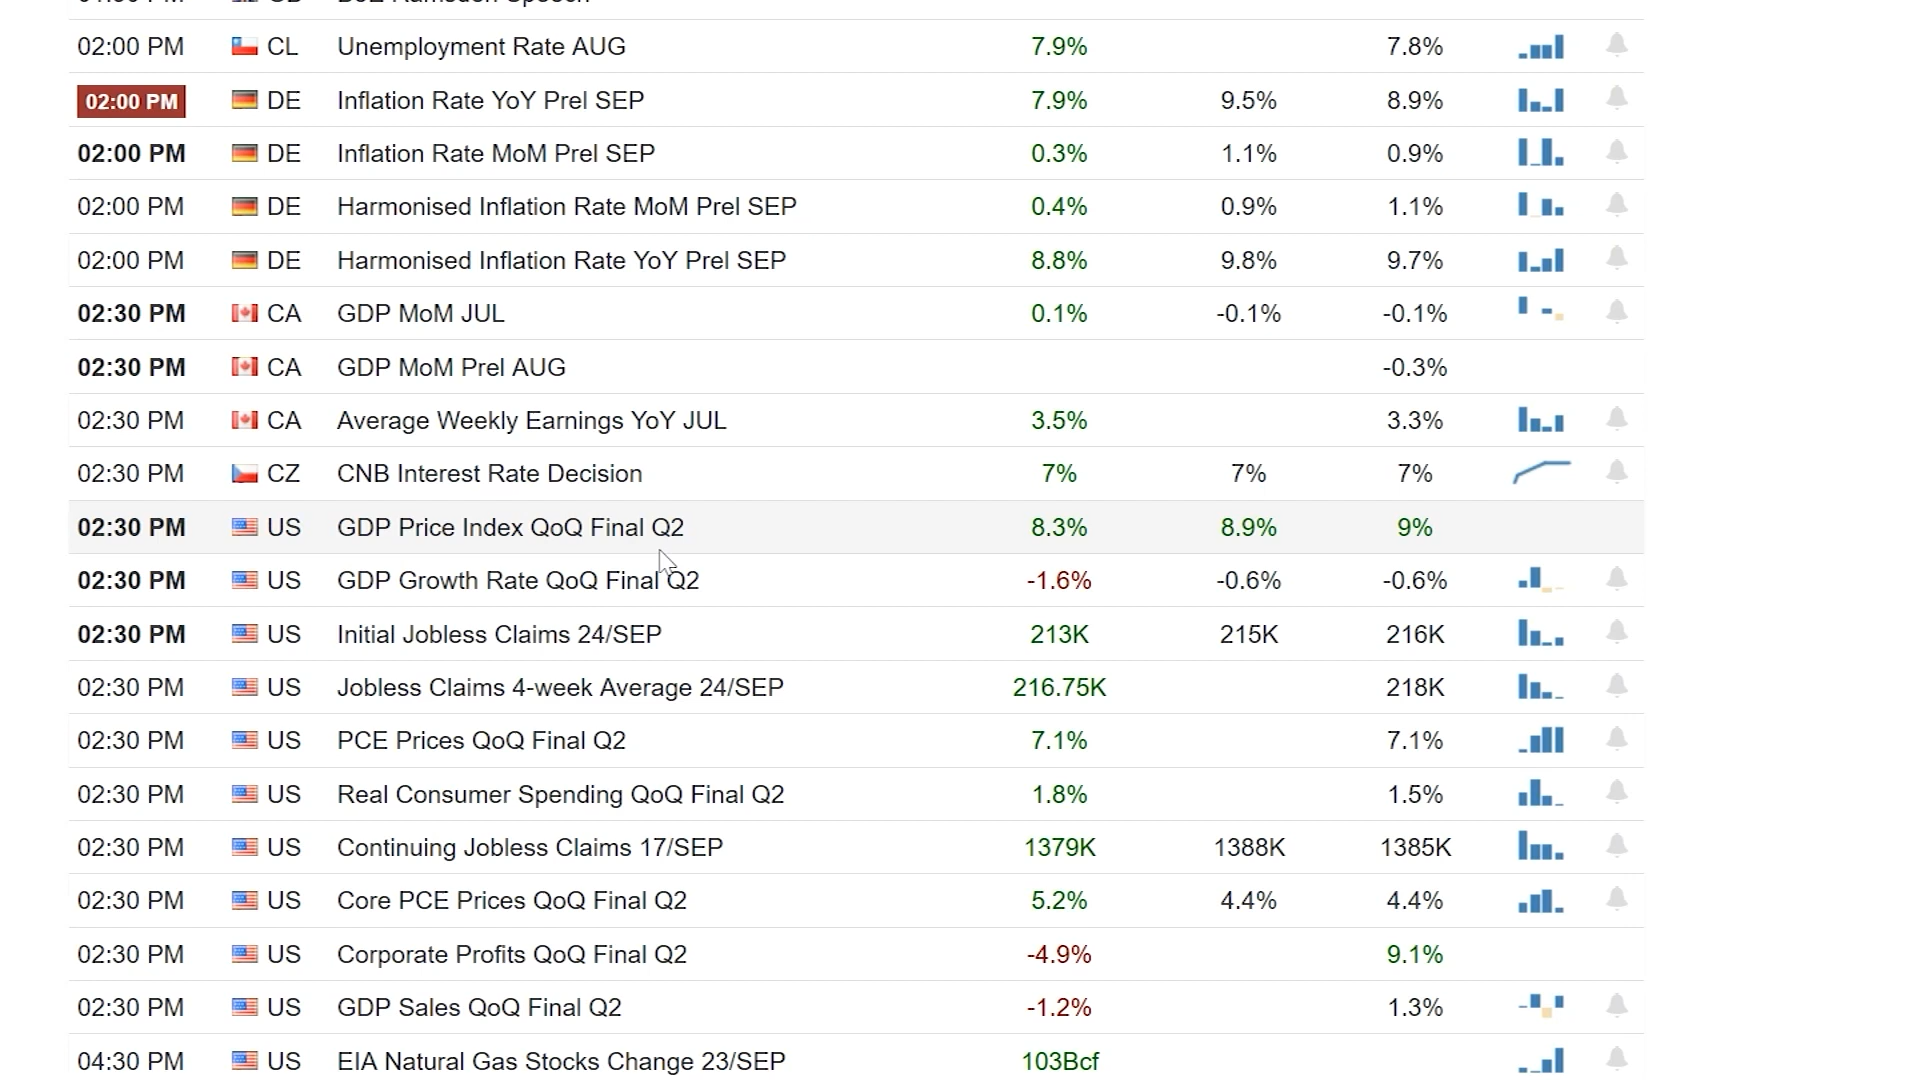 02:00 PM CL Unemployment Rate AUG 7.9% 7.8%
02:00 PM DE Inflation Rate YoY Prel SEP 7.9% 9.5% 8.9%
02:00 PM DE Inflation Rate MoM Prel SEP 0.3% 1.1% 0.9%
02:00 PM DE Harmonised Inflation Rate MoM Prel SEP 0.4% 0.9% 1.1%
02:00 PM DE Harmonised Inflation Rate YoY Prel SEP 8.8% 9.8% 9.7%
02:30 PM CA GDP MoM JUL 0.1% -0.1% -0.1%
02:30 PM CA GDP MoM Prel AUG -0.3%
02:30 PM CA Average Weekly Earnings YoY JUL 3.5% 3.3%
02:30 PM CZ CNB Interest Rate Decision 7% 7% 7%
02:30 PM US GDP Price Index QoQ Final Q2 8.3% 8.9% 9%
02:30 PM US GDP Growth Rate QoQ Final Q2 -1.6% -0.6% -0.6%
02:30 PM US Initial Jobless Claims 24/SEP 213K 215K 216K
02:30 PM US Jobless Claims 4-week Average 24/SEP 216.75K 218K
02:30 PM US PCE Prices QoQ Final Q2 7.1% 7.1%
02:30 PM US Real Consumer Spending QoQ Final Q2 1.8% 1.5%
02:30 PM US Continuing Jobless Claims 17/SEP 1379K 1388K 1385K
02:30 PM US Core PCE Prices QoQ Final Q2 5.2% 4.4% 4.4%
02:30 PM US Corporate Profits QoQ Final Q2 -4.9% 9.1%
02:30 PM US GDP Sales QoQ Final Q2 -1.2% 1.3%
04:30 PM US EIA Natural Gas Stocks Change 23/SEP 103Bcf